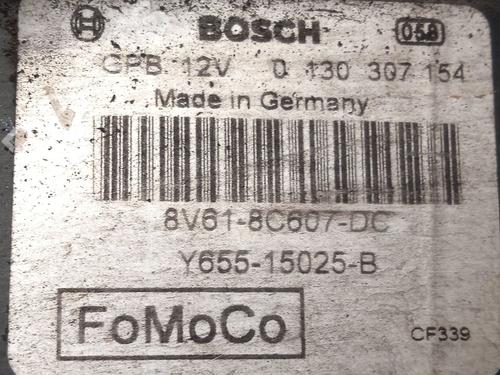 BOSCH 058
GPB 12V 0 130 307 154
Made in Germany
8V61-8C607-DC
Y655-15025-B
FoMoCo
CF339